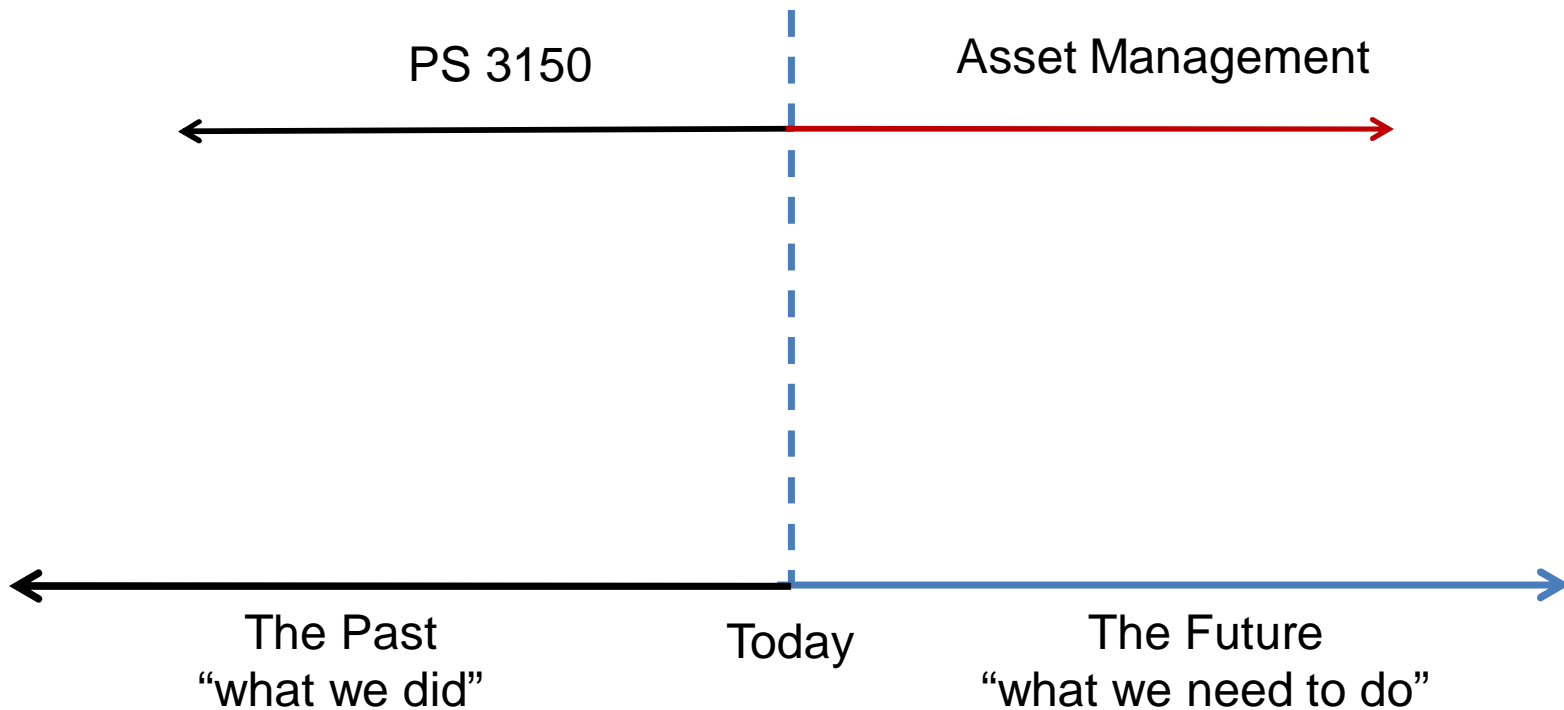 PS 3150
Asset Management
The Past
“what we did”
Today
The Future
“what we need to do”